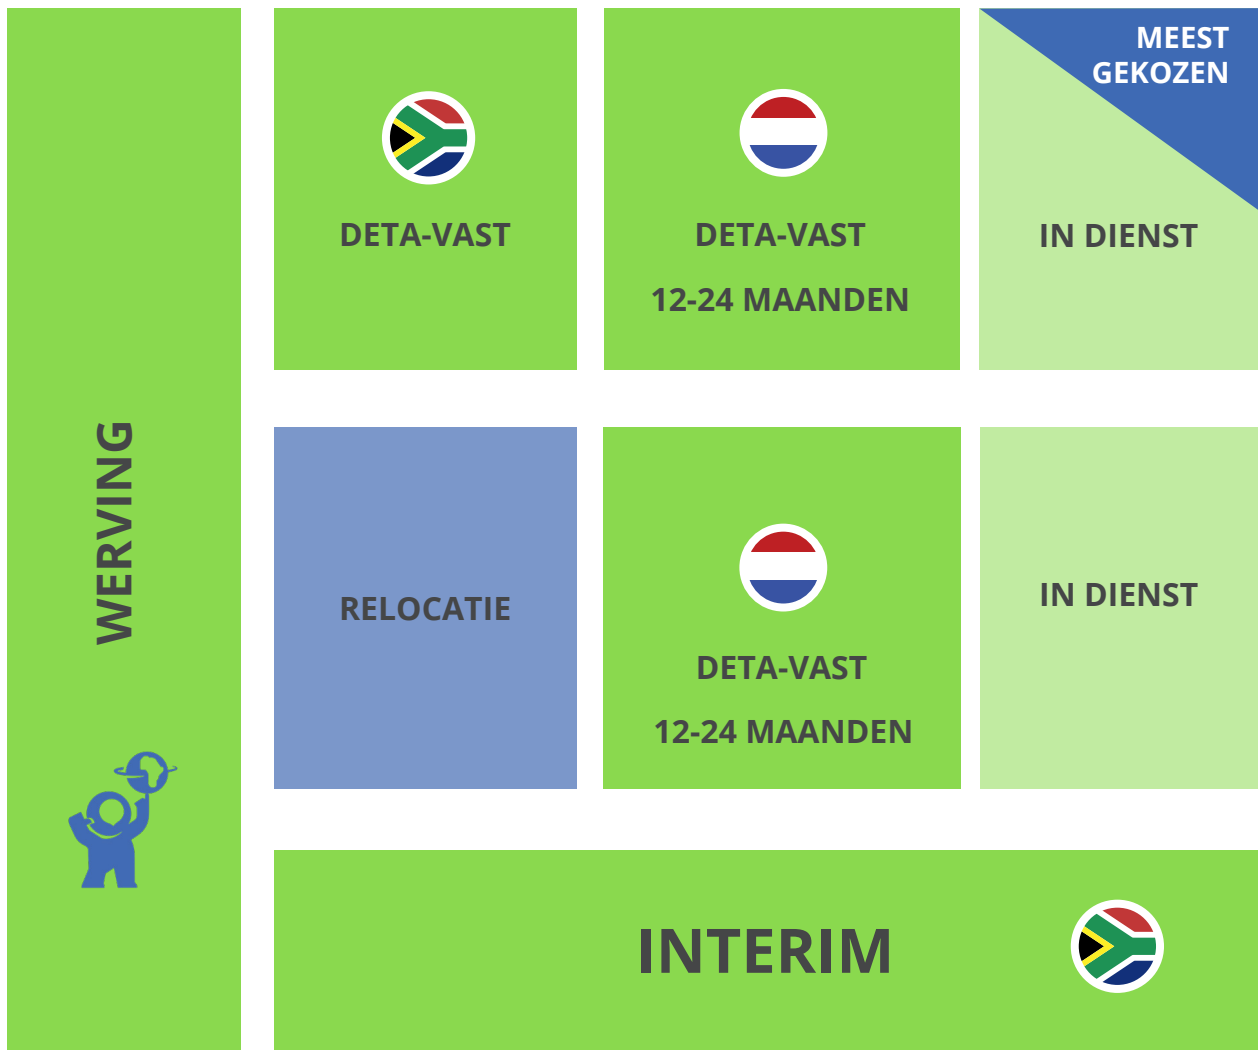 WERVING
DETA-VAST
DETA-VAST
12-24 MAANDEN
MEEST
GEKOZEN
IN DIENST
RELOCATIE
DETA-VAST
12-24 MAANDEN
IN DIENST
INTERIM